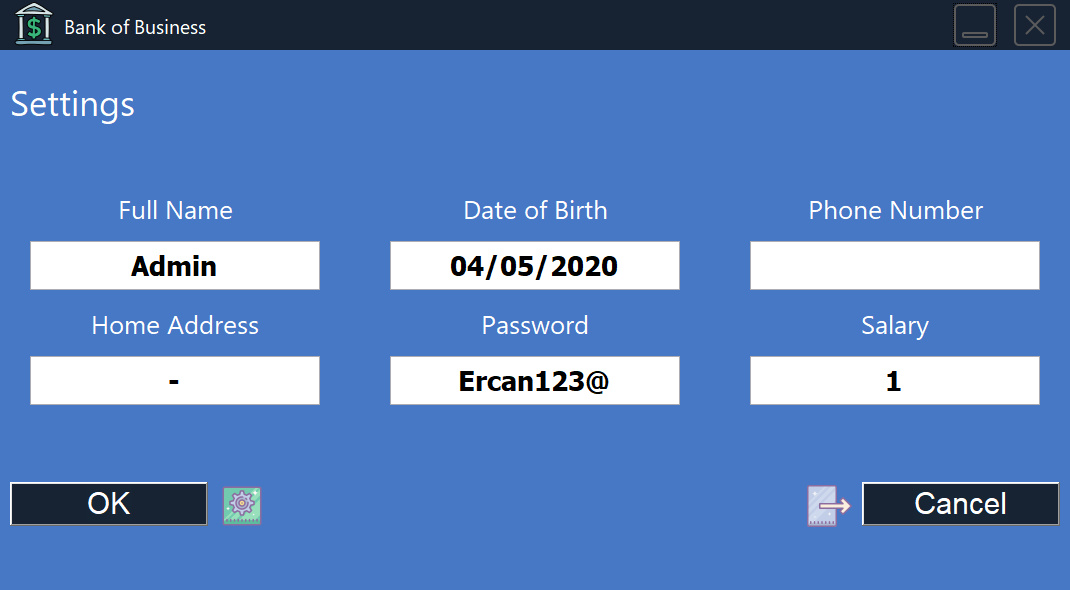 Bank of Business
Settings
Full Name
Date of Birth
Phone Number
Admin
04/05/2020
Home Address
Password
Salary
-
Ercan123@
1
OK
Cancel